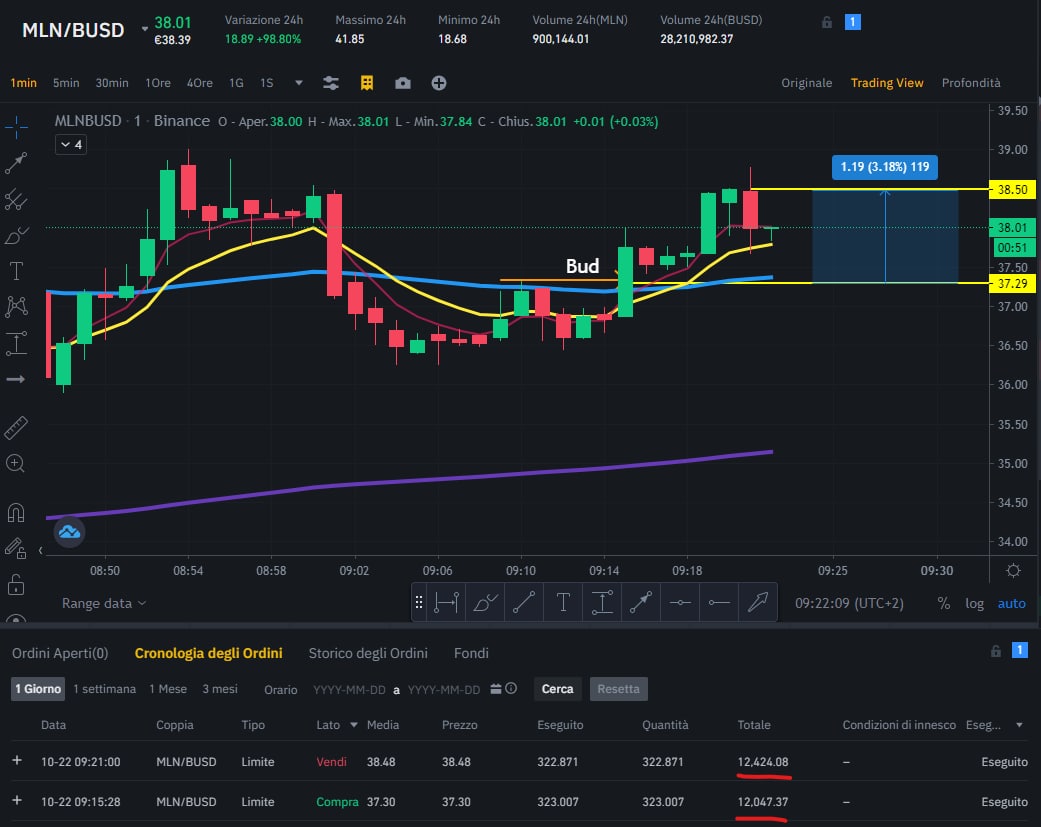 MLN/BUSD
38.01
€38.39
Variazione 24h
18.89 +98.80%
Massimo 24h
41.85
Minimo 24h
18.68
Volume 24h(MLN)
900,144.01
Volume 24h(BUSD)
28,210,982.37
1
1min 5min 30min 1Ore 4Ore 1G 1S
Originale Trading View Profondità
MLNBUSD · 1 · Binance O - Aper.38.00 H - Max.38.01 L - Min.37.84 C - Chius.38.01 +0.01 (+0.03%)
4
39.50
39.00
1.19 (3.18%) 119
38.50
38.01
00:51
37.50
37.29
37.00
36.50
36.00
35.50
35.00
34.50
34.00
Bud
08:50 08:54 08:58 09:02 09:06 09:10 09:14 09:18 09:25 09:30
Range data
09:22:09 (UTC+2) % log auto
Ordini Aperti(0) Cronologia degli Ordini Storico degli Ordini Fondi
1
1 Giorno 1 settimana 1 Mese 3 mesi Orario YYYY-MM-DD a YYYY-MM-DD Cerca Resetta
Data Coppia Tipo Lato Media Prezzo Eseguito Quantità Totale Condizioni di innesco Eseg...
10-22 09:21:00 MLN/BUSD Limite Vendi 38.48 38.48 322.871 322.871 12,424.08 – Eseguito
10-22 09:15:28 MLN/BUSD Limite Compra 37.30 37.30 323.007 323.007 12,047.37 – Eseguito